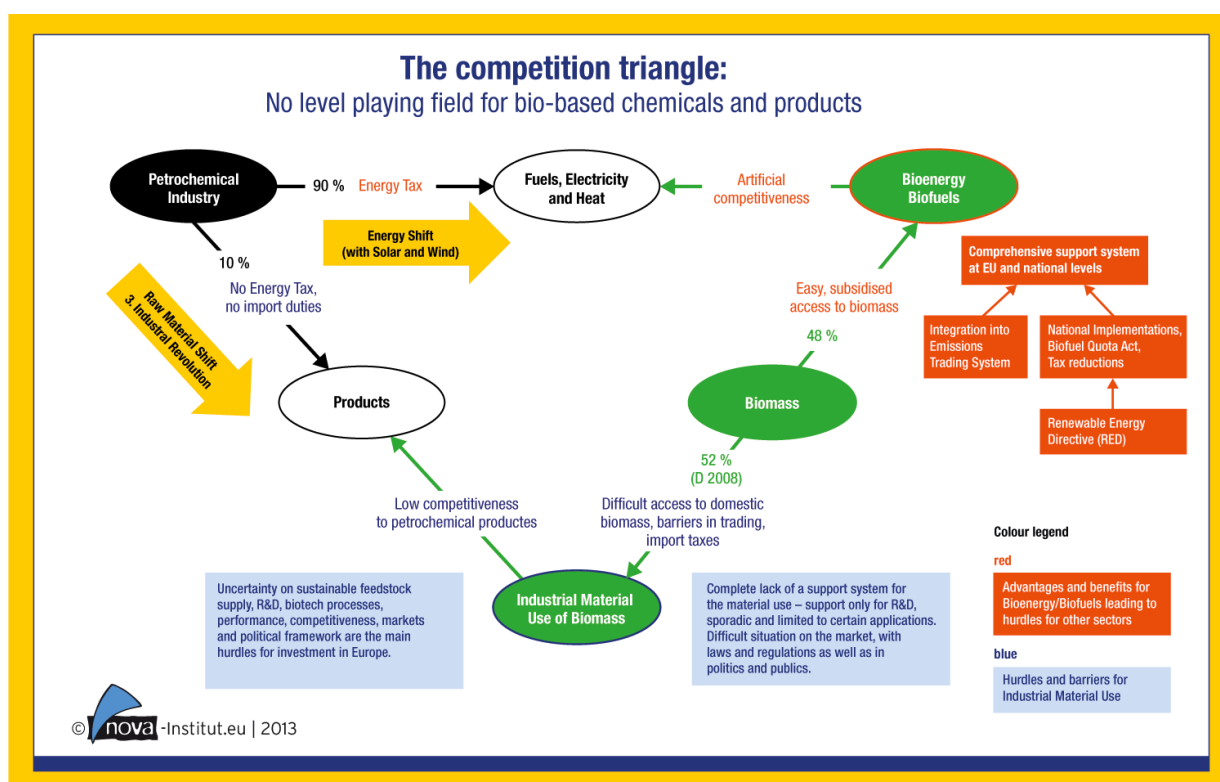 The competition triangle:
No level playing field for bio-based chemicals and products
Petrochemical
Industry
90 %
Energy Tax
Fuels, Electricity
and Heat
Artificial
competitiveness
Bioenergy
Biofuels
Energy Shift
(with Solar and Wind)
10 %
No Energy Tax,
no import duties
Raw Material Shift
3. Industral Revolution
Comprehensive support system
at EU and national levels
Easy, subsidised
access to biomass
48 %
Integration into
Emissions
Trading System
National Implementations,
Biofuel Quota Act,
Tax reductions
Products
Biomass
Renewable Energy
Directive (RED)
52 %
(D 2008)
Low competitiveness
to petrochemical productes
Difficult access to domestic
biomass, barriers in trading,
import taxes
Industrial Material
Use of Biomass
Uncertainty on sustainable feedstock
supply, R&D, biotech processes,
performance, competitiveness, markets
and political framework are the main
hurdles for investment in Europe.
Complete lack of a support system for
the material use – support only for R&D,
sporadic and limited to certain applications.
Difficult situation on the market, with
laws and regulations as well as in
politics and publics.
Colour legend
red
Advantages and benefits for
Bioenergy/Biofuels leading to
hurdles for other sectors
blue
Hurdles and barriers for
Industrial Material Use
© nova-Institut.eu | 2013